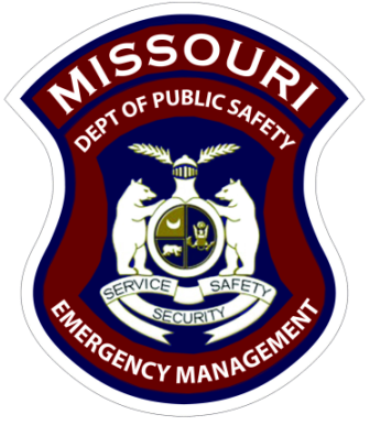 MISSOURI
DEPT OF PUBLIC SAFETY
SERVICE SAFETY
SECURITY
EMERGENCY MANAGEMENT